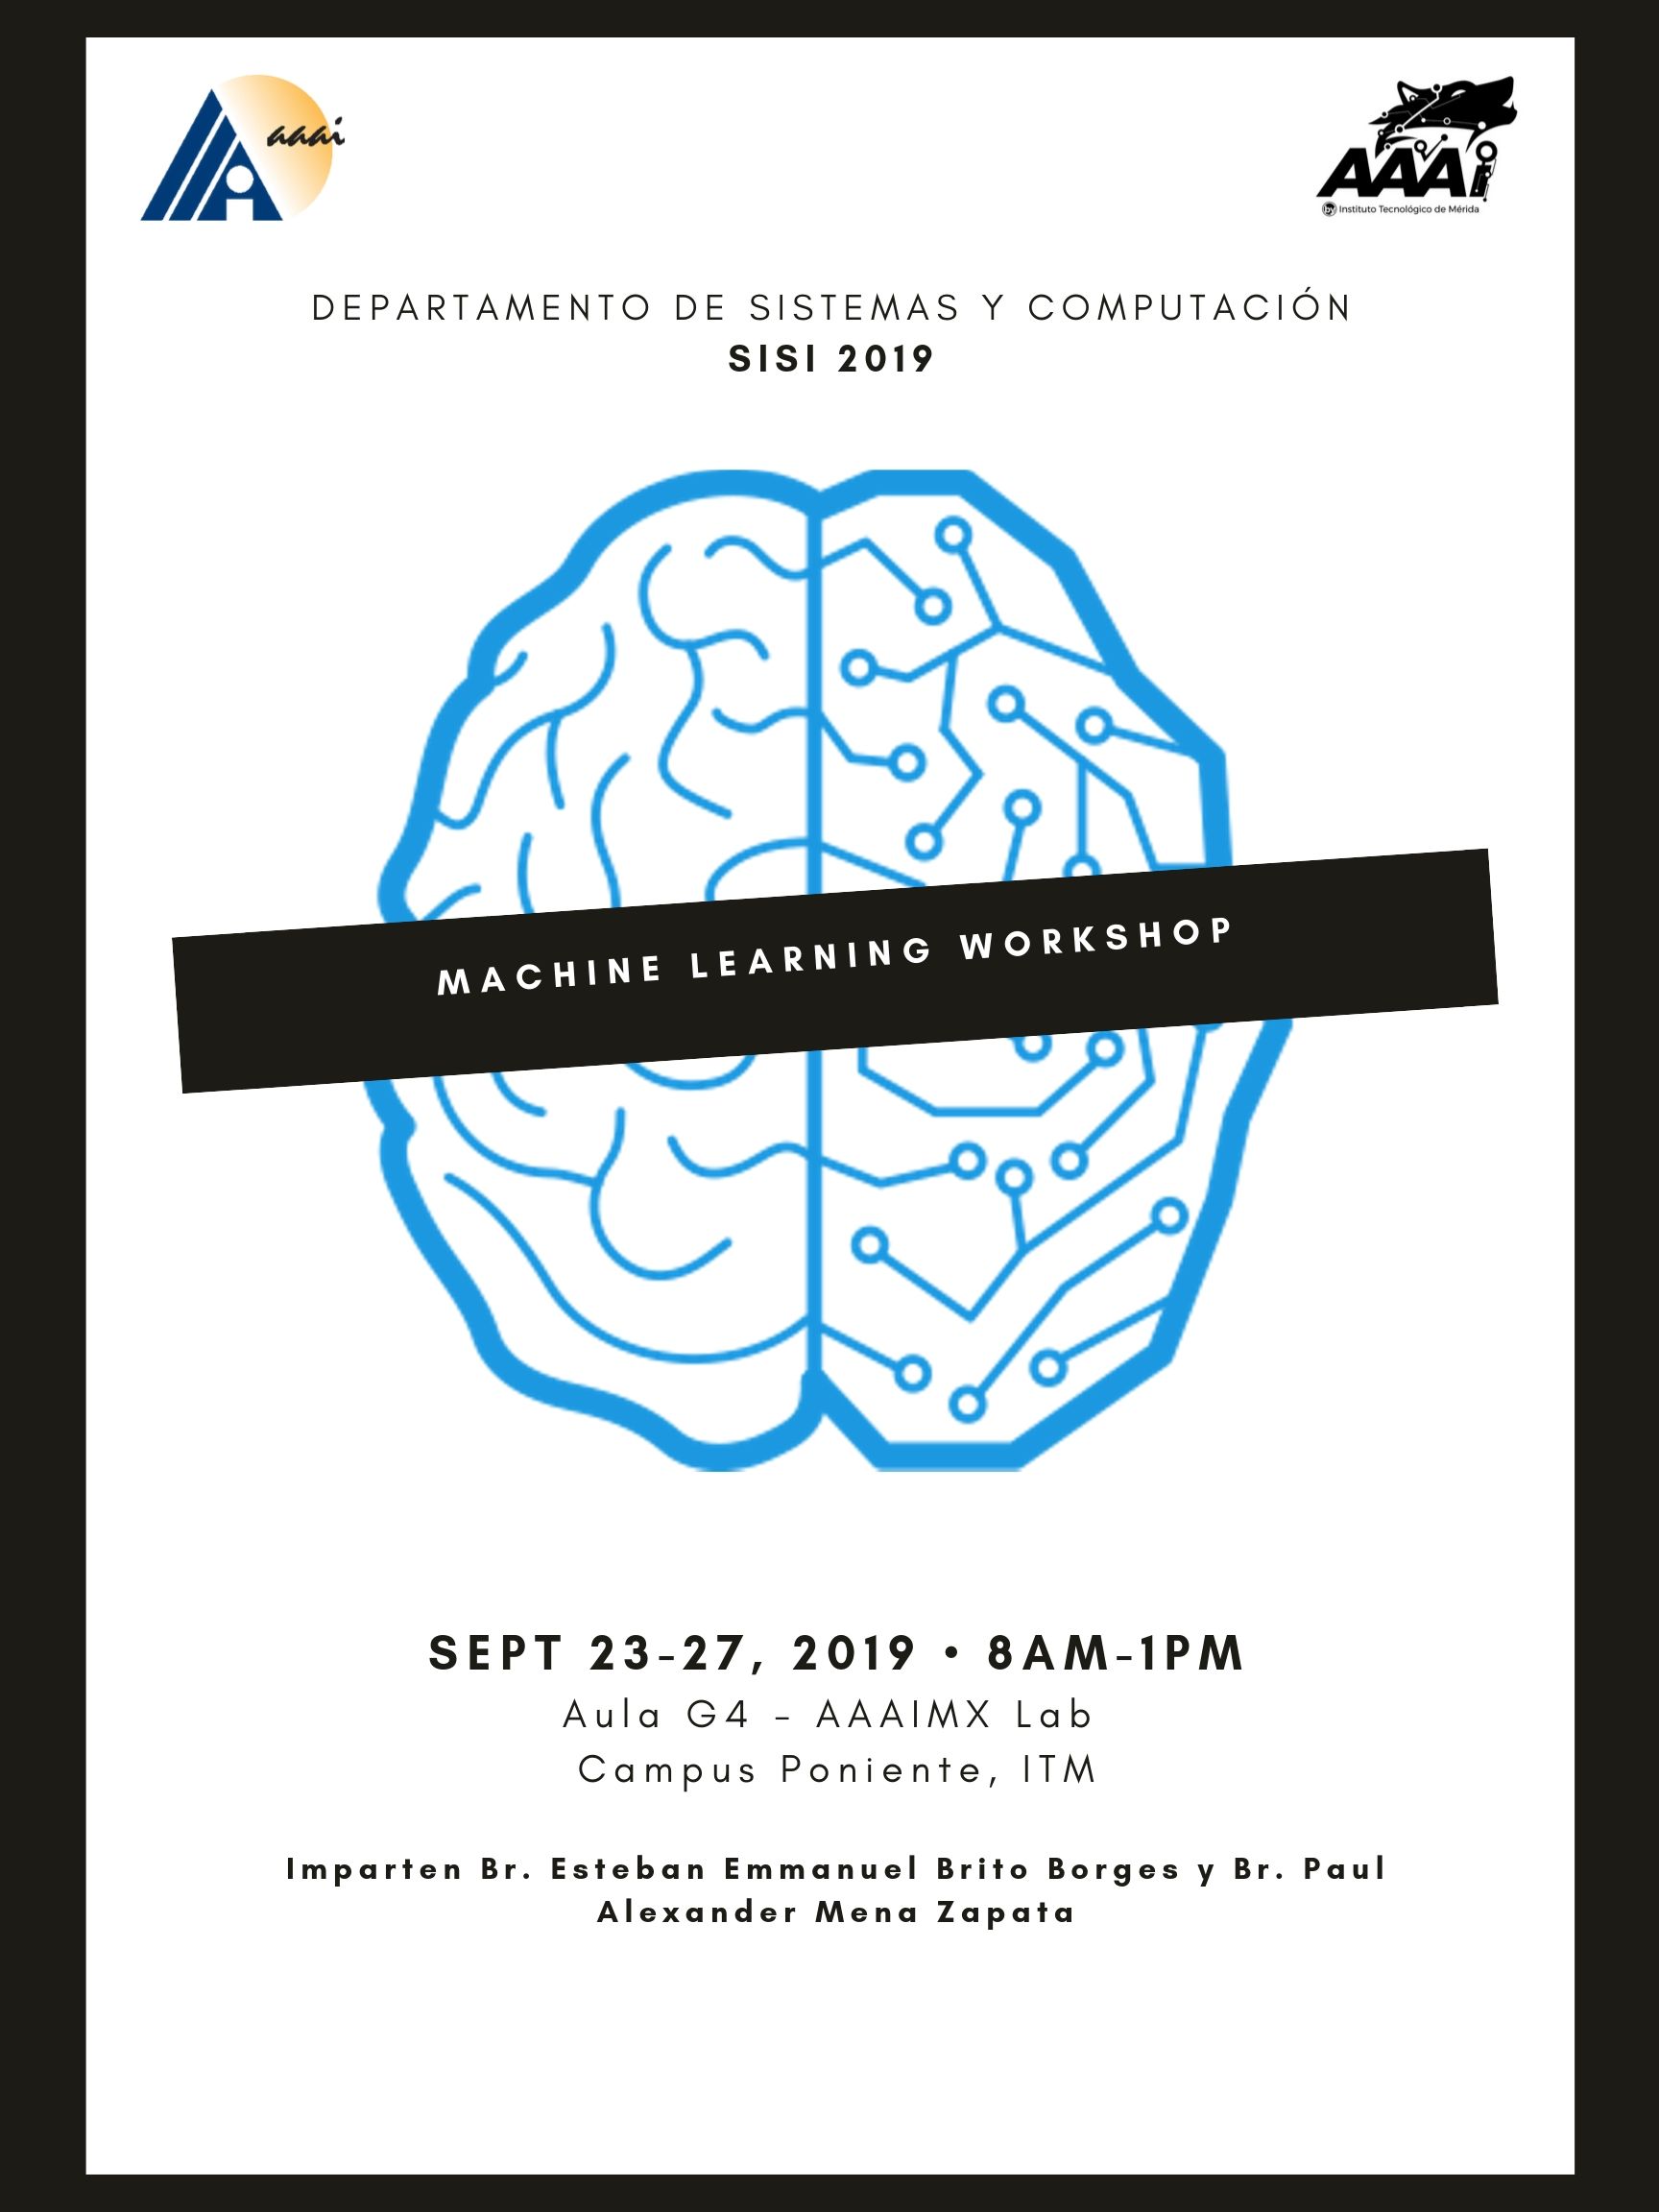 aaai
AAAi
by Instituto Tecnológico de Mérida
DEPARTAMENTO DE SISTEMAS Y COMPUTACIÓN
SISI 2019
MACHINE LEARNING WORKSHOP
SEPT 23-27, 2019 • 8AM-1PM
Aula G4 - AAAIMX Lab
Campus Poniente, ITM
Imparten Br. Esteban Emmanuel Brito Borges y Br. Paul
Alexander Mena Zapata